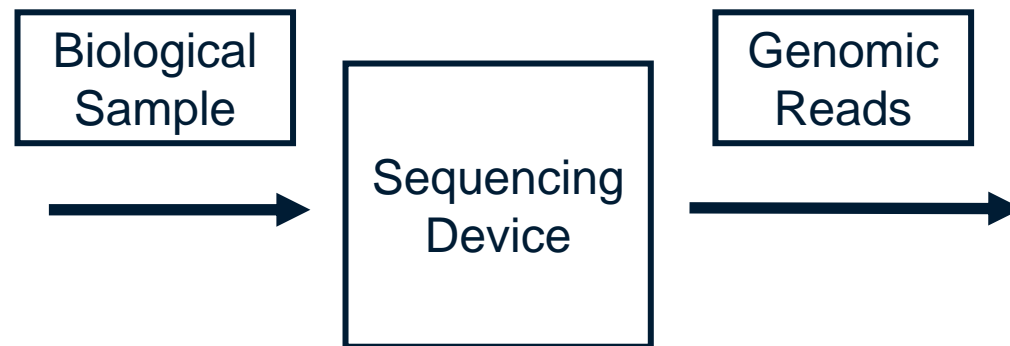 Biological
Sample
Sequencing
Device
Genomic
Reads